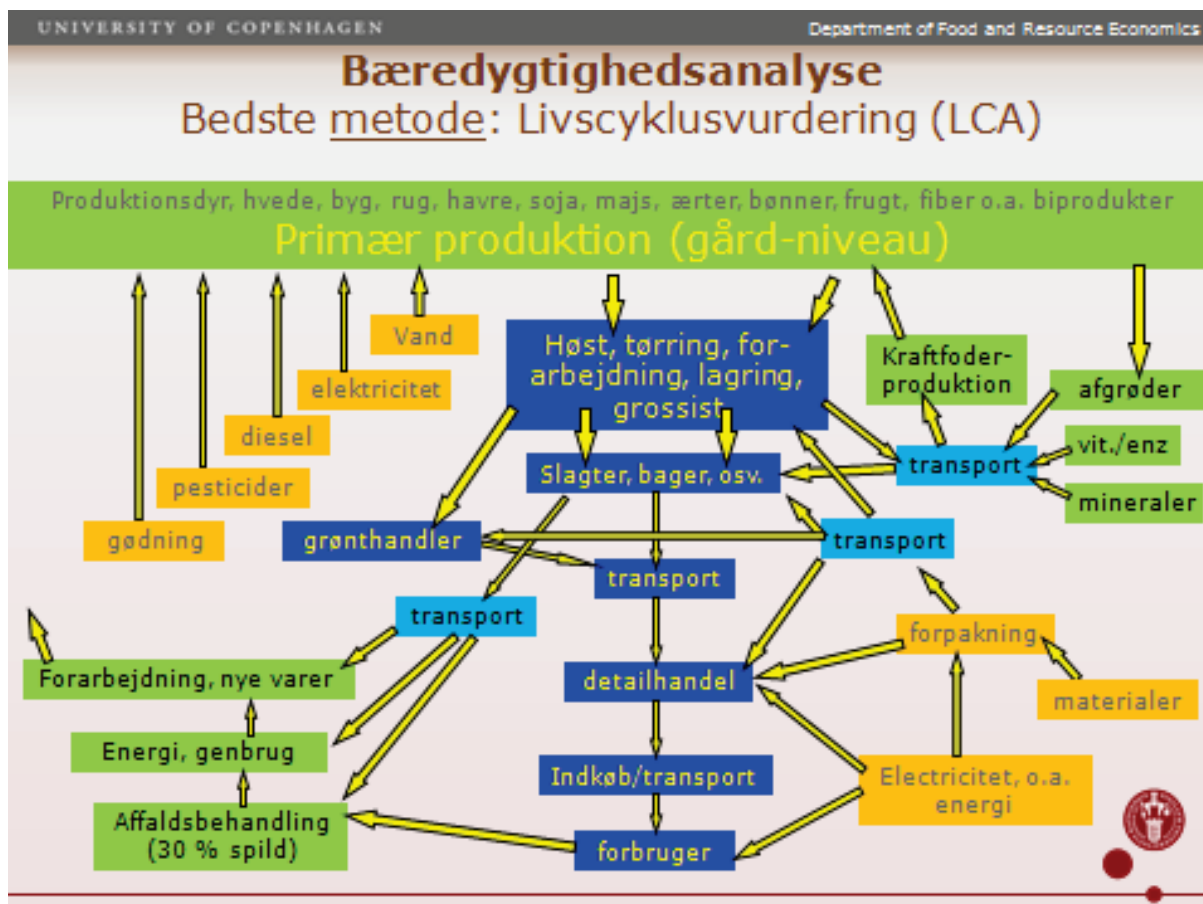 UNIVERSITY OF COPENHAGEN
Department of Food and Resource Economics
Bæredygtighedsanalyse
Bedste metode: Livscyklusvurdering (LCA)
Produktionsdyr, hvede, byg, rug, havre, soja, majs, ærter, bønner, frugt, fiber o.a. biprodukter
Primær produktion (gård-niveau)
Vand
elektricitet
diesel
pesticider
gødning
Høst, tørring, for-
arbejdning, lagring,
grossist
Kraftfoder-
produktion
afgrøder
vit./enz
mineraler
transport
Slagter, bager, osv.
grønthandler
transport
transport
transport
forpakning
materialer
Forarbejdning, nye varer
detailhandel
Energi, genbrug
Indkøb/transport
Electricitet, o.a.
energi
Affaldsbehandling
(30 % spild)
forbruger